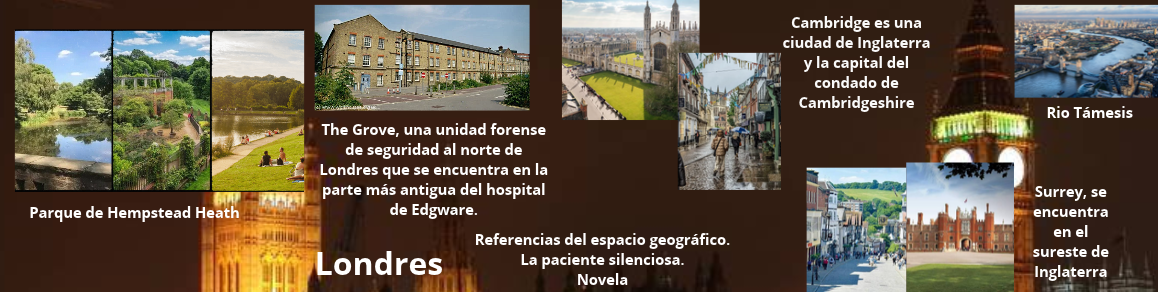 Parque de Hempstead Heath
The Grove, una unidad forense
de seguridad al norte de
Londres que se encuentra en la
parte más antigua del hospital
de Edgware.
Londres
Referencias del espacio geográfico.
La paciente silenciosa.
Novela
Cambridge es una
ciudad de Inglaterra
y la capital del
condado de
Cambridgeshire
Rio Támesis
Surrey, se
encuentra
en el
sureste de
Inglaterra